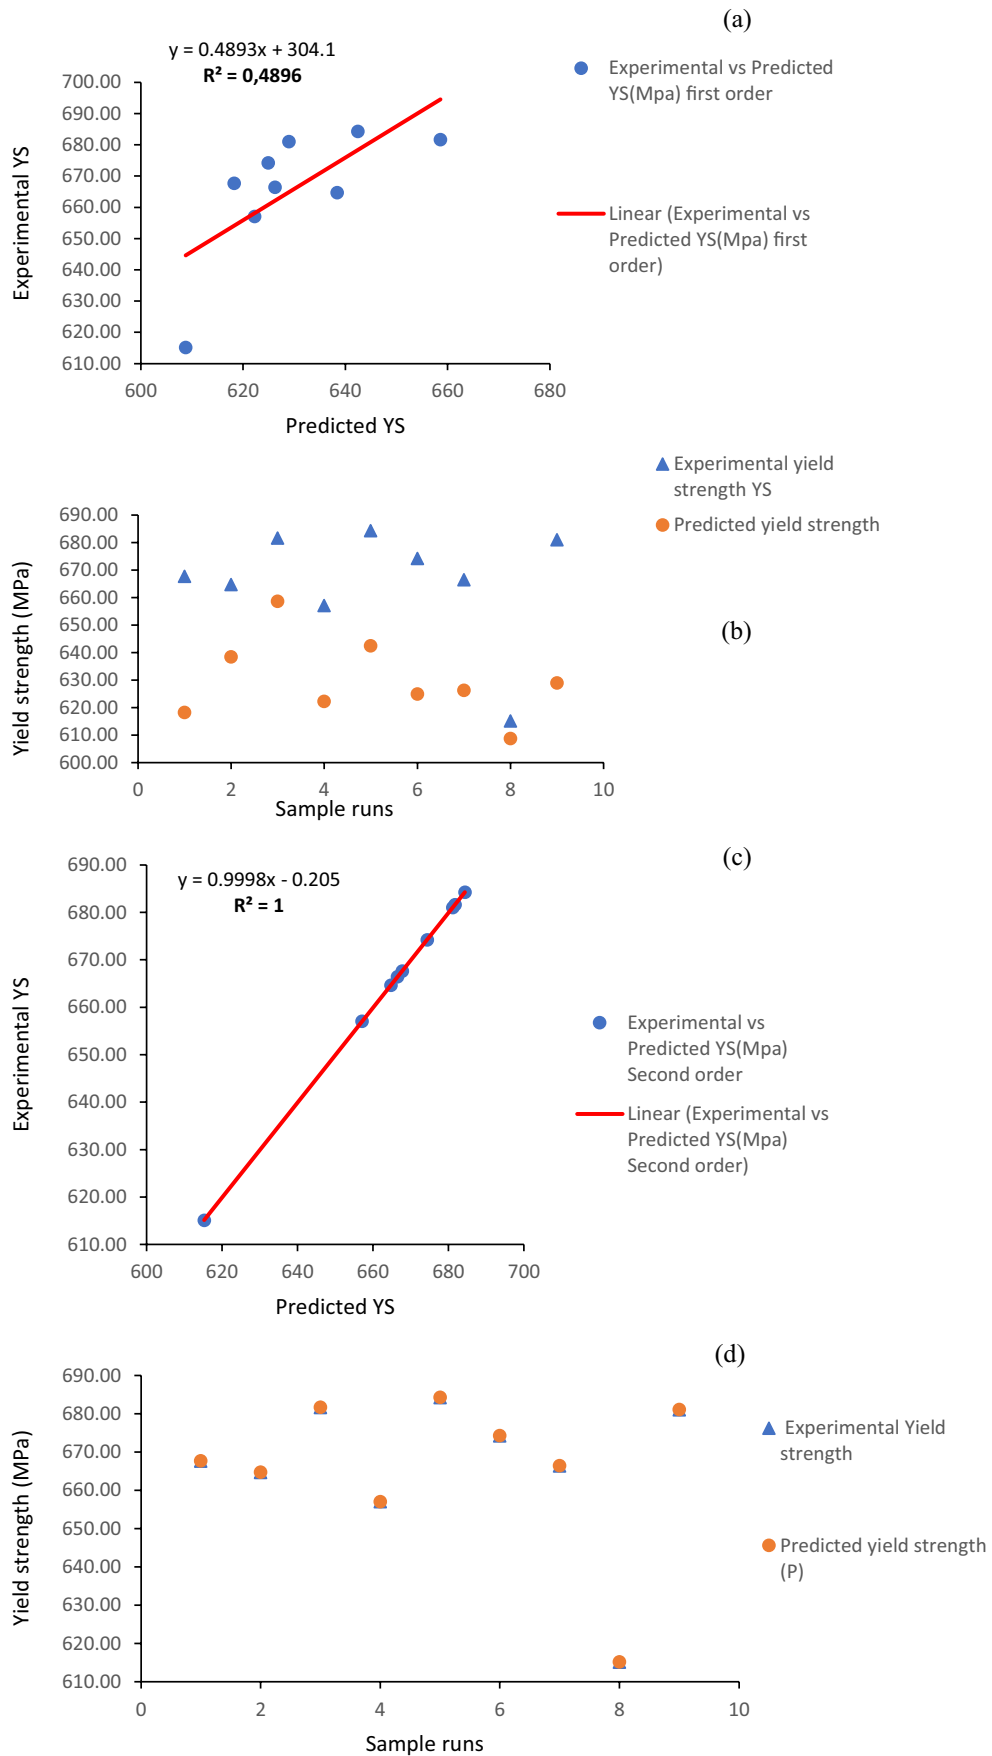 (a)
y = 0.4893x + 304.1
R² = 0,4896
Experimental vs Predicted
YS(Mpa) first order
Linear (Experimental vs
Predicted YS(Mpa) first
order)
Experimental YS
700.00
690.00
680.00
670.00
660.00
650.00
640.00
630.00
620.00
610.00
600
620
640
660
680
Predicted YS
Experimental yield
strength YS
Predicted yield strength
(b)
Yield strength (MPa)
690.00
680.00
670.00
660.00
650.00
640.00
630.00
620.00
610.00
600.00
0
2
4
6
8
10
Sample runs
(c)
y = 0.9998x - 0.205
R² = 1
Experimental YS
690.00
680.00
670.00
660.00
650.00
640.00
630.00
620.00
610.00
600
620
640
660
680
700
Predicted YS
Experimental vs
Predicted YS(Mpa)
Second order
Linear (Experimental vs
Predicted YS(Mpa)
Second order)
(d)
Yield strength (MPa)
690.00
680.00
670.00
660.00
650.00
640.00
630.00
620.00
610.00
0
2
4
6
8
10
Sample runs
Experimental Yield
strength
Predicted yield strength
(P)